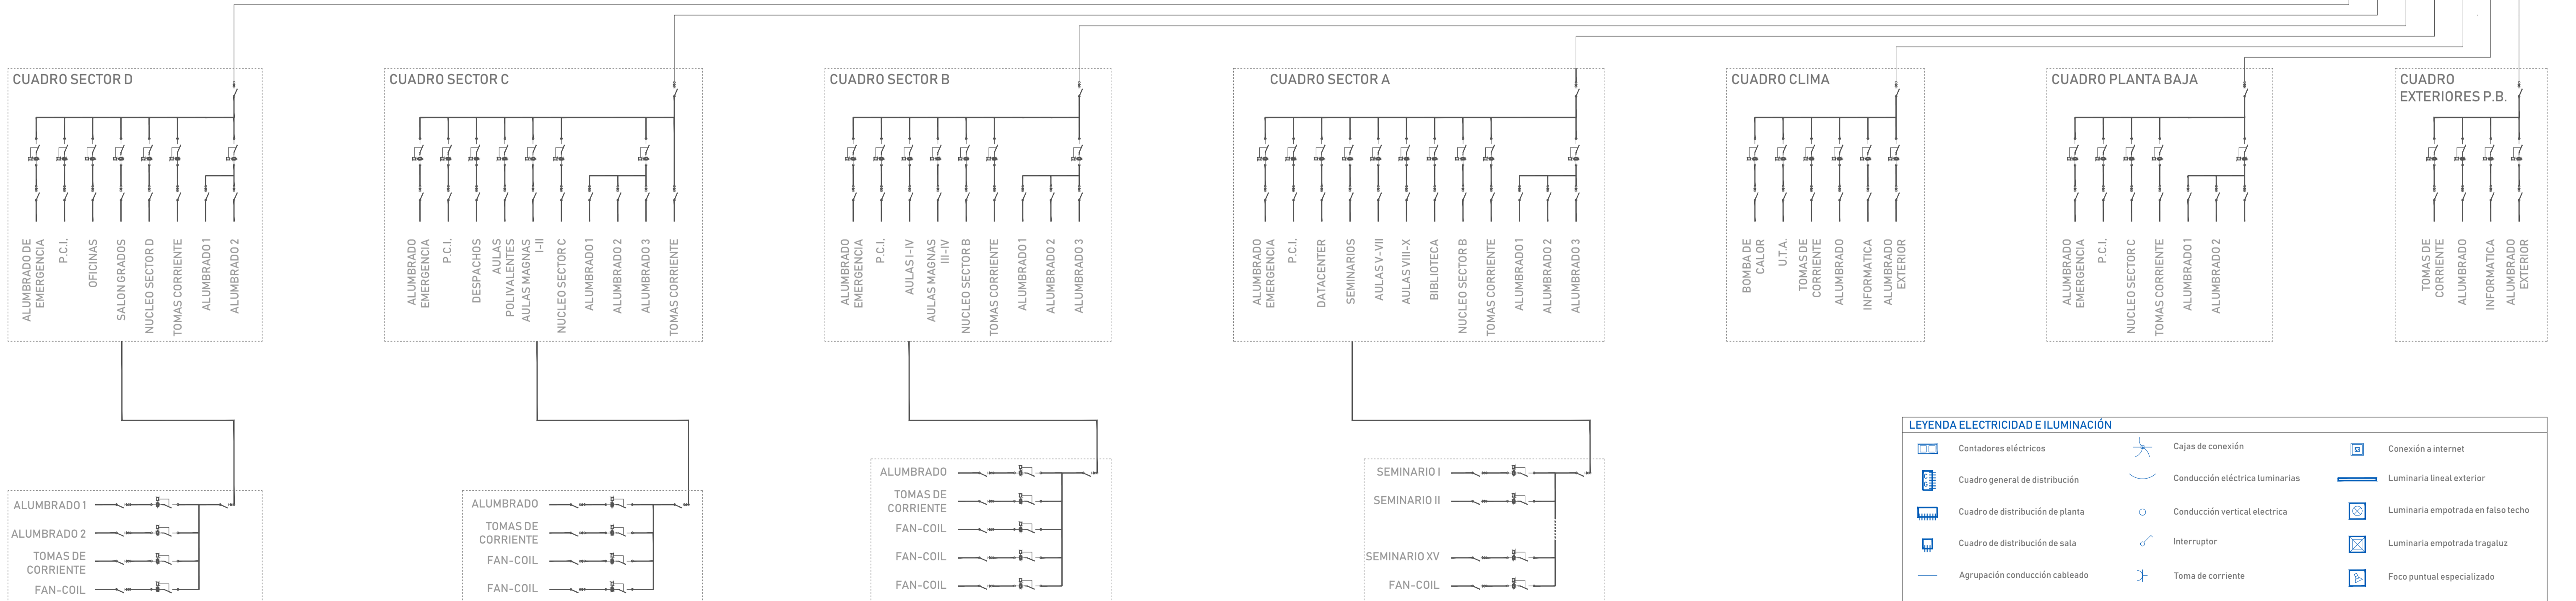 CUADRO SECTOR D
ALUMBRADO DE
EMERGENCIA
P.C.I.
OFICINAS
SALON GRADOS
NUCLEO SECTOR D
TOMAS CORRIENTE
ALUMBRADO 1
ALUMBRADO 2
CUADRO SECTOR C
ALUMBRADO
EMERGENCIA
P.C.I.
DESPACHOS
AULAS
POLIVALENTES
AULAS MAGNAS
I-II
NUCLEO SECTOR C
ALUMBRADO 1
ALUMBRADO 2
ALUMBRADO 3
TOMAS CORRIENTE
CUADRO SECTOR B
ALUMBRADO
EMERGENCIA
P.C.I.
AULAS I-IV
AULAS MAGNAS
III-IV
NUCLEO SECTOR B
TOMAS CORRIENTE
ALUMBRADO 1
ALUMBRADO 2
ALUMBRADO 3
CUADRO SECTOR A
ALUMBRADO
EMERGENCIA
P.C.I.
DATACENTER
SEMINARIOS
AULAS V-VII
AULAS VIII-X
BIBLIOTECA
NUCLEO SECTOR B
TOMAS CORRIENTE
ALUMBRADO 1
ALUMBRADO 2
ALUMBRADO 3
CUADRO CLIMA
BOMBA DE
CALOR
U.T.A.
TOMAS DE
CORRIENTE
ALUMBRADO
INFORMATICA
ALUMBRADO
EXTERIOR
CUADRO PLANTA BAJA
ALUMBRADO
EMERGENCIA
P.C.I.
NUCLEO SECTOR C
TOMAS CORRIENTE
ALUMBRADO 1
ALUMBRADO 2
CUADRO
EXTERIORES P.B.
TOMAS DE
CORRIENTE
ALUMBRADO
INFORMATICA
ALUMBRADO
EXTERIOR
ALUMBRADO 1
ALUMBRADO 2
TOMAS DE
CORRIENTE
FAN-COIL
ALUMBRADO
TOMAS DE
CORRIENTE
FAN-COIL
FAN-COIL
ALUMBRADO
TOMAS DE
CORRIENTE
FAN-COIL
FAN-COIL
FAN-COIL
SEMINARIO I
SEMINARIO II
SEMINARIO XV
FAN-COIL
LEYENDA ELECTRICIDAD E ILUMINACIÓN
Contadores eléctricos
Cuadro general de distribución
Cuadro de distribución de planta
Cuadro de distribución de sala
Agrupación conducción cableado
Cajas de conexión
Conducción eléctrica luminarias
Conducción vertical electrica
Interruptor
Toma de corriente
Conexión a internet
Luminaria lineal exterior
Luminaria empotrada en falso techo
Luminaria empotrada tragaluz
Foco puntual especializado